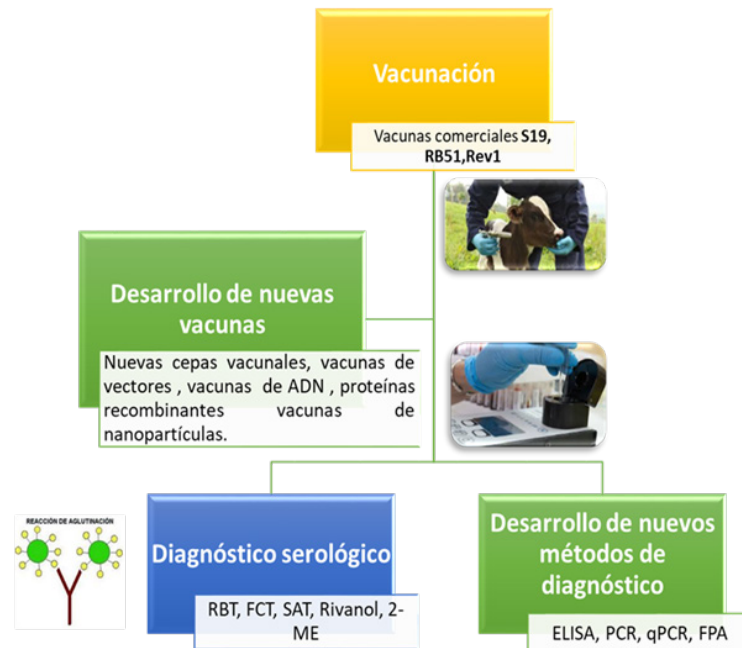 Vacunación
Vacunas comerciales S19,
RB51,Rev1
Desarrollo de nuevas
vacunas
Nuevas cepas vacunales, vacunas de
vectores , vacunas de ADN , proteínas
recombinantes vacunas de
nanopartículas.
REACCIÓN DE AGLUTINACIÓN
Diagnóstico serológico
RBT, FCT, SAT, Rivanol, 2-
ME
Desarrollo de nuevos
métodos de
diagnóstico
ELISA, PCR, qPCR, FPA